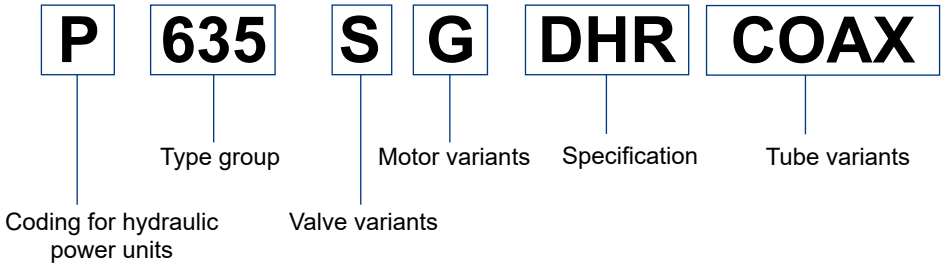 P 635 S G DHR COAX
Type group Motor variants Specification Tube variants
Coding for hydraulic
power units
Valve variants